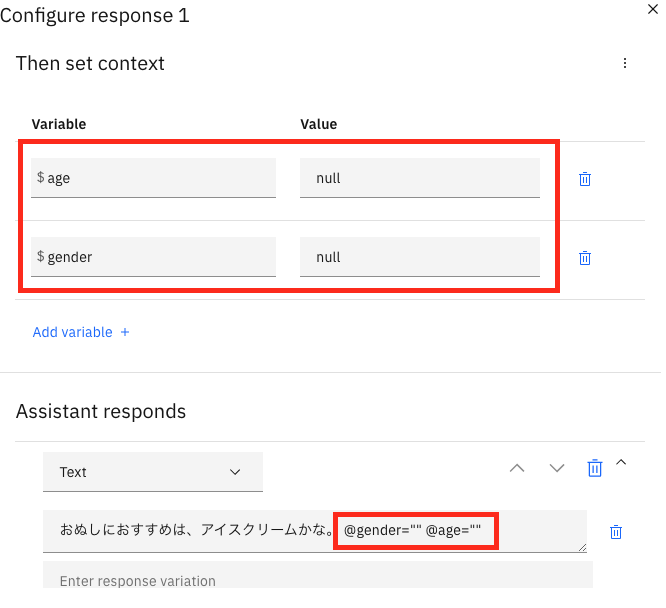 Configure response 1
Then set context
Variable Value
$ age null
$ gender null
Add variable +
Assistant responds
Text
おぬしにおすすめは、アイスクリームかな。 @gender="" @age=""
Enter response variation